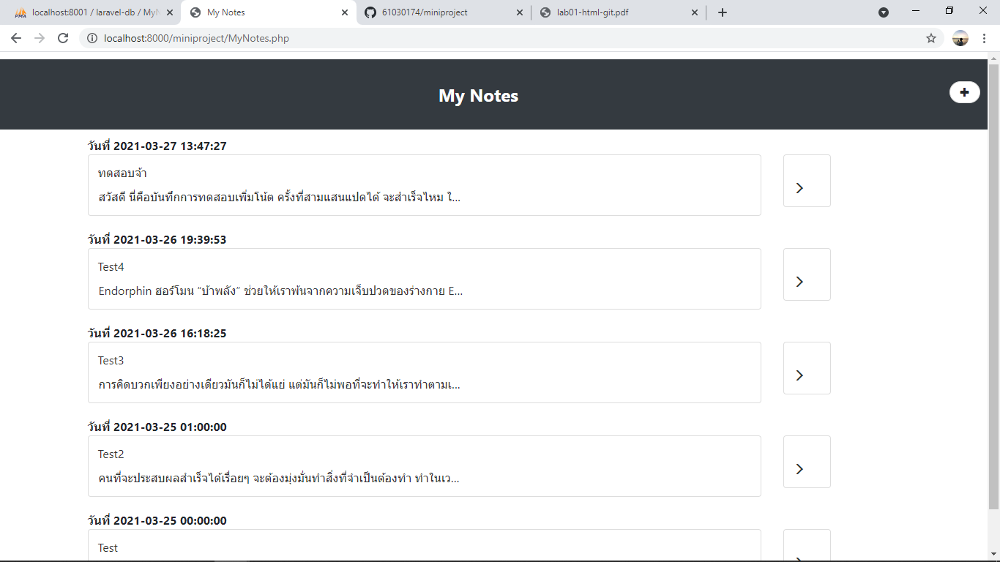 localhost:8001 / laravel-db / MyN
My Notes
61030174/miniproject
lab01-html-git.pdf
localhost:8000/miniproject/MyNotes.php
My Notes
วันที่ 2021-03-27 13:47:27
ทดสอบจ้า
สวัสดี นี่คือบันทึกการทดสอบเพิ่มโน้ต ครั้งที่สามแสนแปดได้ จะสำเร็จไหม ใ...
วันที่ 2021-03-26 19:39:53
Test4
Endorphin ฮอร์โมน “บ้าพลัง” ช่วยให้เราพ้นจากความเจ็บปวดของร่างกาย E...
วันที่ 2021-03-26 16:18:25
Test3
การคิดบวกเพียงอย่างเดียวมันก็ไม่ได้แย่ แต่มันก็ไม่พอที่จะทำให้เราทำตามเ...
วันที่ 2021-03-25 01:00:00
Test2
คนที่จะประสบผลสำเร็จได้เรื่อยๆ จะต้องมุ่งมั่นทำสิ่งที่จำเป็นต้องทำ ทำในเว...
วันที่ 2021-03-25 00:00:00
Test